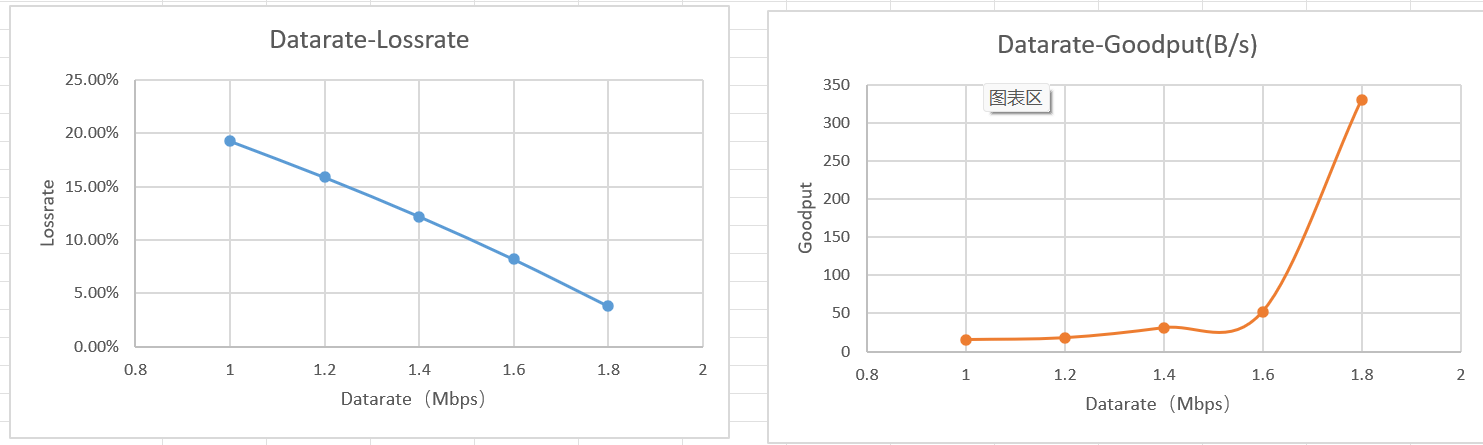 Datarate-Lossrate
25.00%
20.00%
15.00%
10.00%
5.00%
0.00%
Lossrate
0.8 1 1.2 1.4 1.6 1.8 2
Datarate（Mbps）
Datarate-Goodput(B/s)
图表区
350
300
250
200
150
100
50
0
Goodput
0.8 1 1.2 1.4 1.6 1.8 2
Datarate（Mbps）